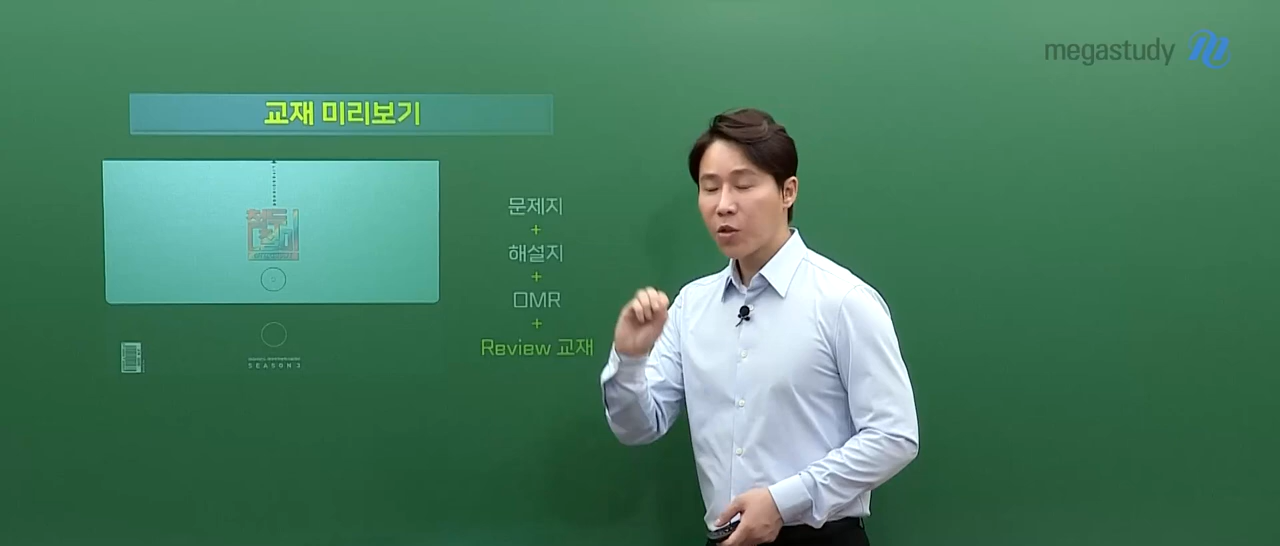 megastudy
교재 미리보기
문제지
+
해설지
+
OMR
+
Review 교재
SEASON 3